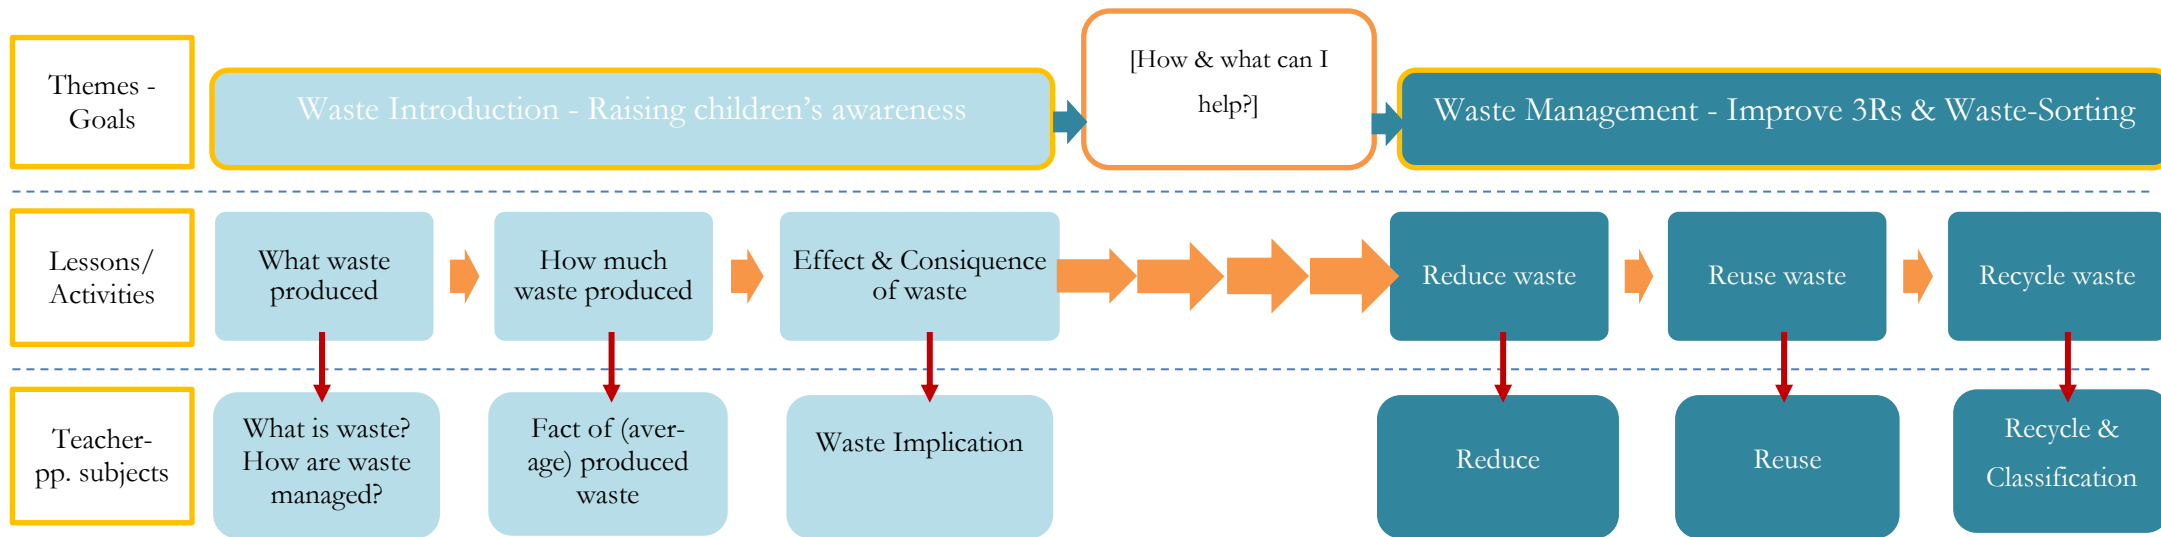 Themes -
Goals
Waste Introduction - Raising children’s awareness
[How & what can I
help?]
Waste Management - Improve 3Rs & Waste-Sorting
Lessons/
Activities
What waste
produced
How much
waste produced
Effect & Consiquence
of waste
Reduce waste
Reuse waste
Recycle waste
Teacher-
pp. subjects
What is waste?
How are waste
managed?
Fact of (aver-
age) produced
waste
Waste Implication
Reduce
Reuse
Recycle &
Classification